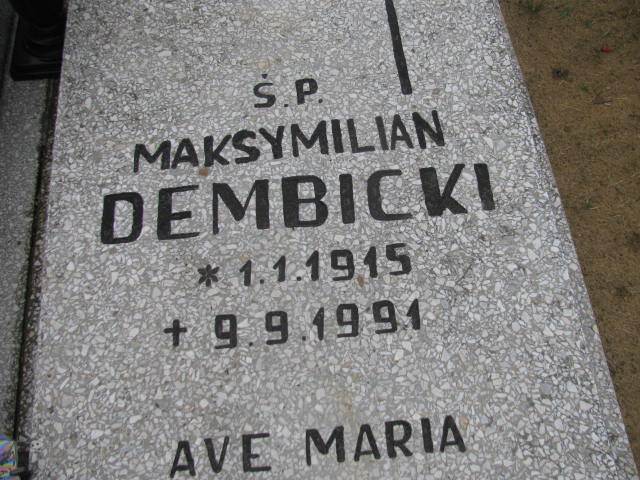 Ś.P.
MAKSYMILIAN
DEMBICKI
* 1.1.1915
+ 9.9.1991
AVE MARIA